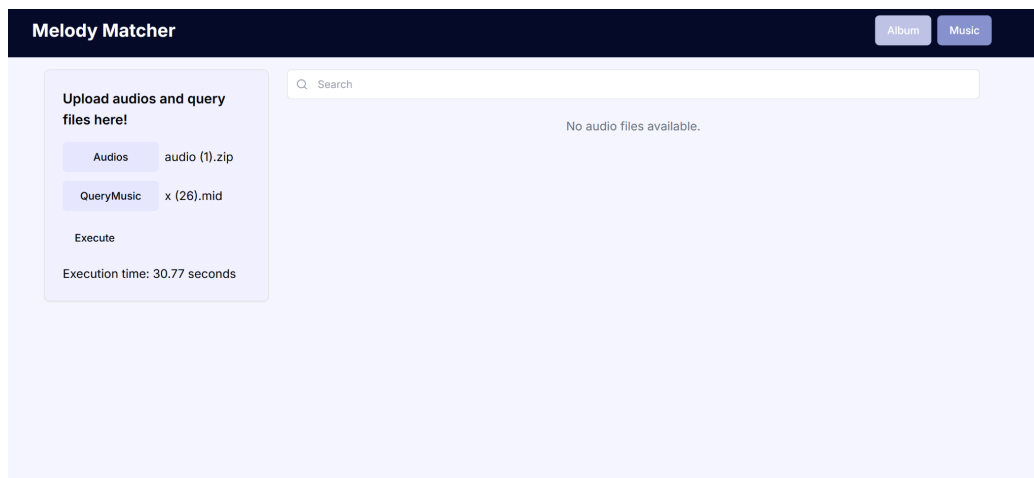 Melody Matcher
Album
Music
Upload audios and query
files here!
Audios
audio (1).zip
QueryMusic
x (26).mid
Execute
Execution time: 30.77 seconds
Search
No audio files available.